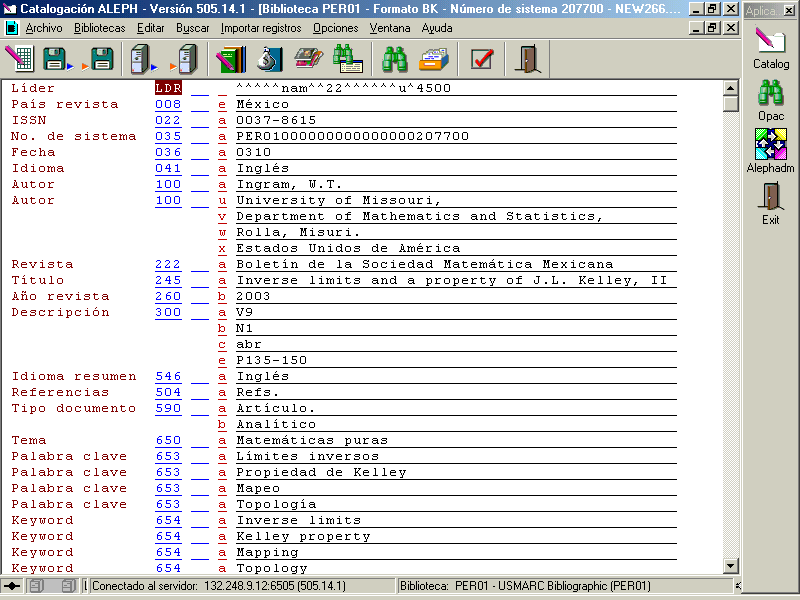 Catalogación ALEPH - Versión 505.14.1 - [Biblioteca PER01 - Formato BK - Número de sistema 207700 - NEW266....
Aplica
Archivo Bibliotecas Editar Buscar Importar registros Opciones Ventana Ayuda
Catalog
Opac
Alephadm
Exit
Líder LDR ^^^^^nam^^22^^^^^^u^4500
País revista 008 e México
ISSN 022 a 0037-8615
No. de sistema 035 a PER01000000000000000207700
Fecha 036 a 0310
Idioma 041 a Inglés
Autor 100 a Ingram, W.T.
Autor 100 u University of Missouri,
v Department of Mathematics and Statistics,
w Rolla, Misuri.
x Estados Unidos de América
Revista 222 a Boletín de la Sociedad Matemática Mexicana
Título 245 a Inverse limits and a property of J.L. Kelley, II
Año revista 260 b 2003
Descripción 300 a V9
b N1
c abr
e P135-150
Idioma resumen 546 a Inglés
Referencias 504 a Refs.
Tipo documento 590 a Artículo.
b Analítico
Tema 650 a Matemáticas puras
Palabra clave 653 a Límites inversos
Palabra clave 653 a Propiedad de Kelley
Palabra clave 653 a Mapeo
Palabra clave 653 a Topología
Keyword 654 a Inverse limits
Keyword 654 a Kelley property
Keyword 654 a Mapping
Keyword 654 a Topology
Conectado al servidor: 132.248.9.12:6505 (505.14.1) Biblioteca: PER01 - USMARC Bibliographic (PER01)